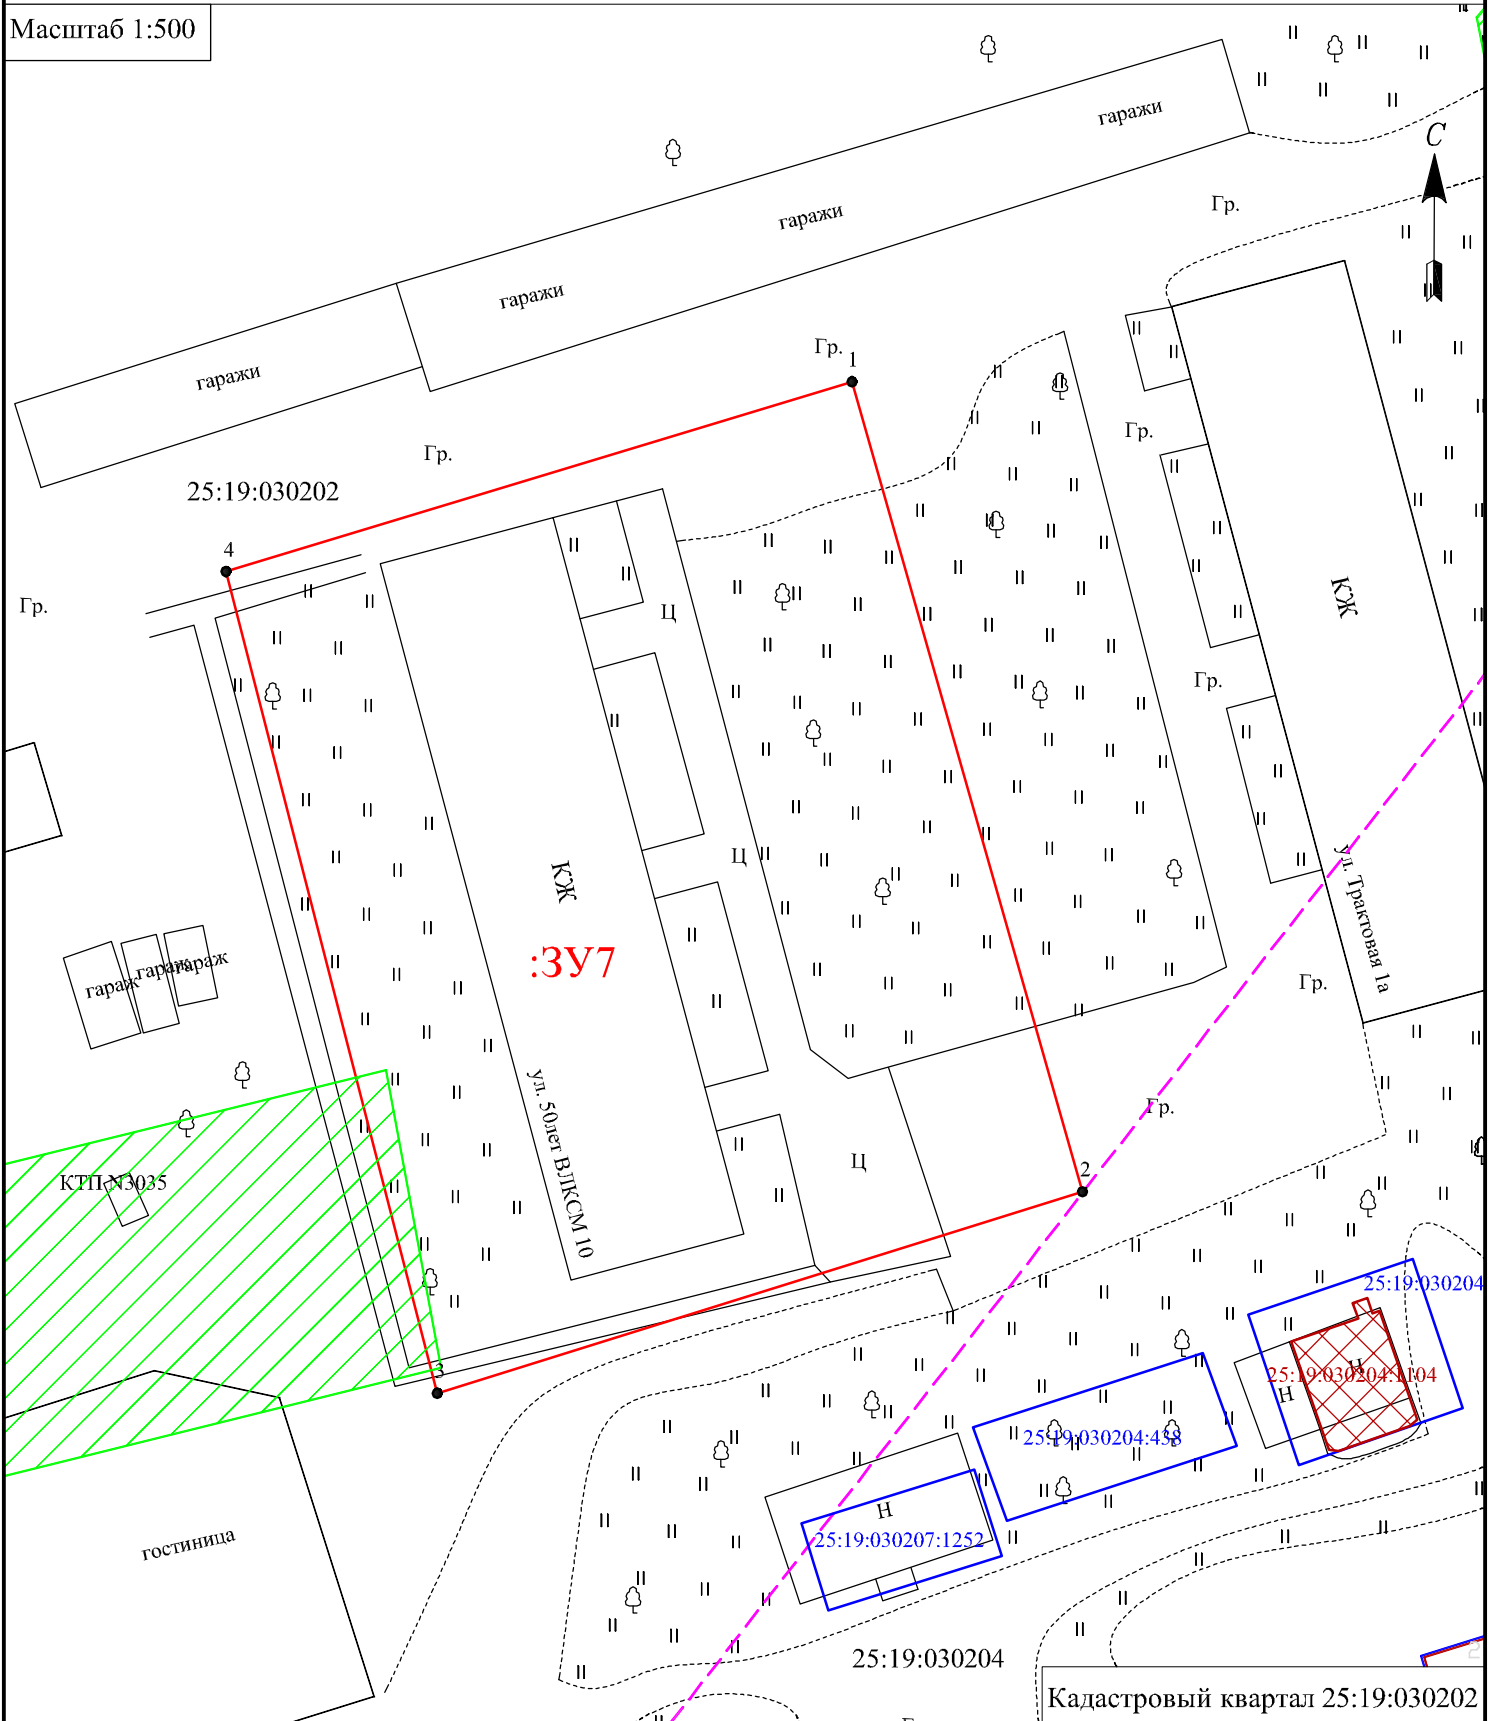 Масштаб 1:500
С
гаражи
гаражи
гаражи
гаражи
Гр.
Гр.
1
Гр.
Гр.
25:19:030202
4
Гр.
Ц
КЖ
Гр.
Ц
КЖ
ул. Трактовая 1а
:ЗУ7
гараж
гараж
гараж
Гр.
ул. 50лет ВЛКСМ 10
Гр.
Ц
2
КТП N3035
3
25:19:030204
Н
25:19:030204:1104
Н
25:19:030204:438
Н
25:19:030207:1252
гостиница
25:19:030204
Кадастровый квартал 25:19:030202